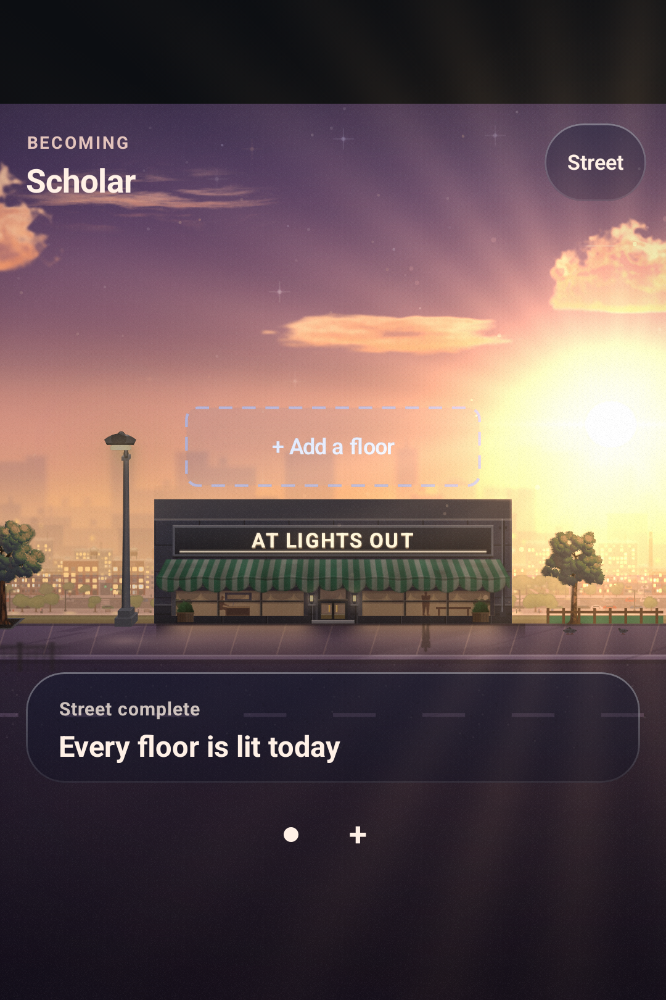 BECOMING
Scholar
Street
+ Add a floor
AT LIGHTS OUT
Street complete
Every floor is lit today
+